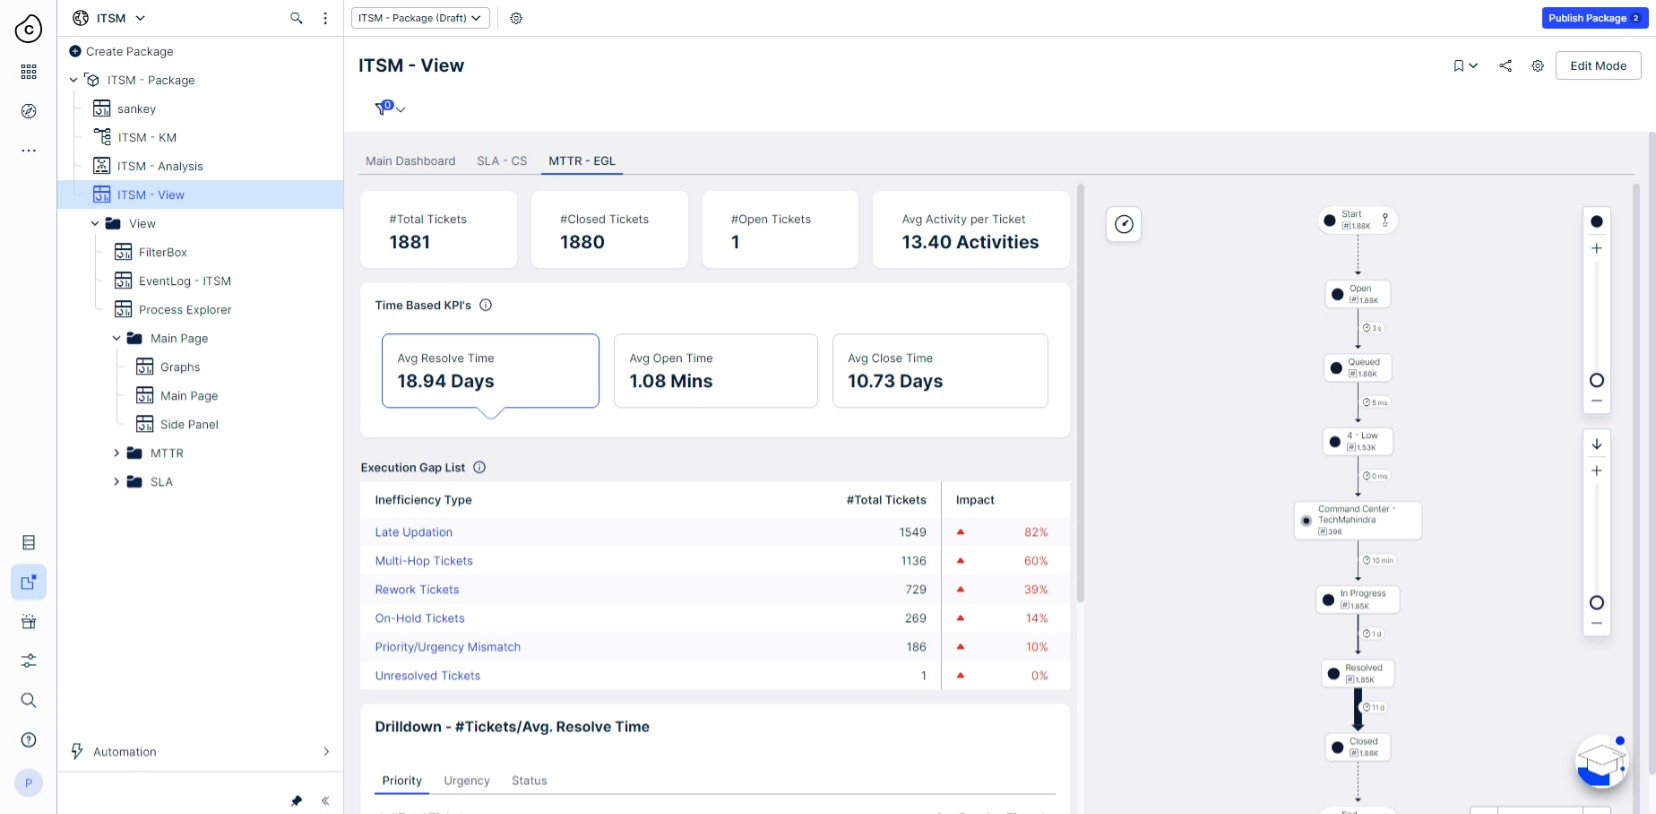 ITSM
ITSM - Package (Draft)
Publish Package 2
Create Package
ITSM - Package
sankey
ITSM - KM
ITSM - Analysis
ITSM - View
View
FilterBox
EventLog - ITSM
Process Explorer
Main Page
Graphs
Main Page
Side Panel
MTTR
SLA
Automation
P
ITSM - View
Edit Mode
0
Main Dashboard SLA - CS MTTR - EGL
#Total Tickets
1881
#Closed Tickets
1880
#Open Tickets
1
Avg Activity per Ticket
13.40 Activities
Time Based KPI's
Avg Resolve Time
18.94 Days
Avg Open Time
1.08 Mins
Avg Close Time
10.73 Days
Execution Gap List
Inefficiency Type #Total Tickets Impact
Late Updation 1549 82%
Multi-Hop Tickets 1136 60%
Rework Tickets 729 39%
On-Hold Tickets 269 14%
Priority/Urgency Mismatch 186 10%
Unresolved Tickets 1 0%
Drilldown - #Tickets/Avg. Resolve Time
Priority Urgency Status
Start
1.88K
Open
1.88K
3 s
Queued
1.86K
5 ms
4 - Low
1.53K
0 ms
Command Center -
TechMahindra
396
10 min
In Progress
1.85K
1 d
Resolved
1.85K
11 d
Closed
1.88K